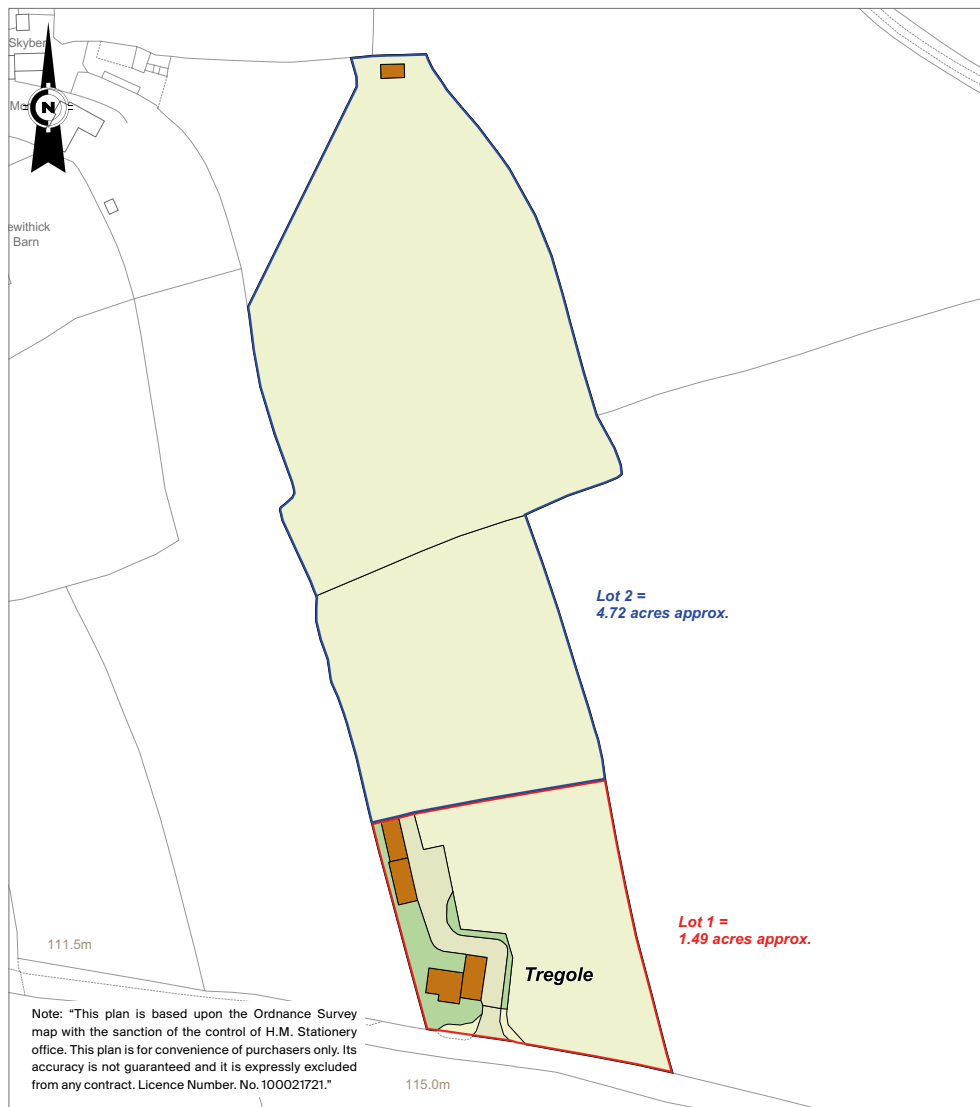 Skyber
N
ewithick
Barn
Lot 2 =
4.72 acres approx.
Lot 1 =
1.49 acres approx.
Tregole
111.5m
Note: “This plan is based upon the Ordnance Survey
map with the sanction of the control of H.M. Stationery
office. This plan is for convenience of purchasers only. Its
accuracy is not guaranteed and it is expressly excluded
from any contract. Licence Number. No. 100021721.”
115.0m